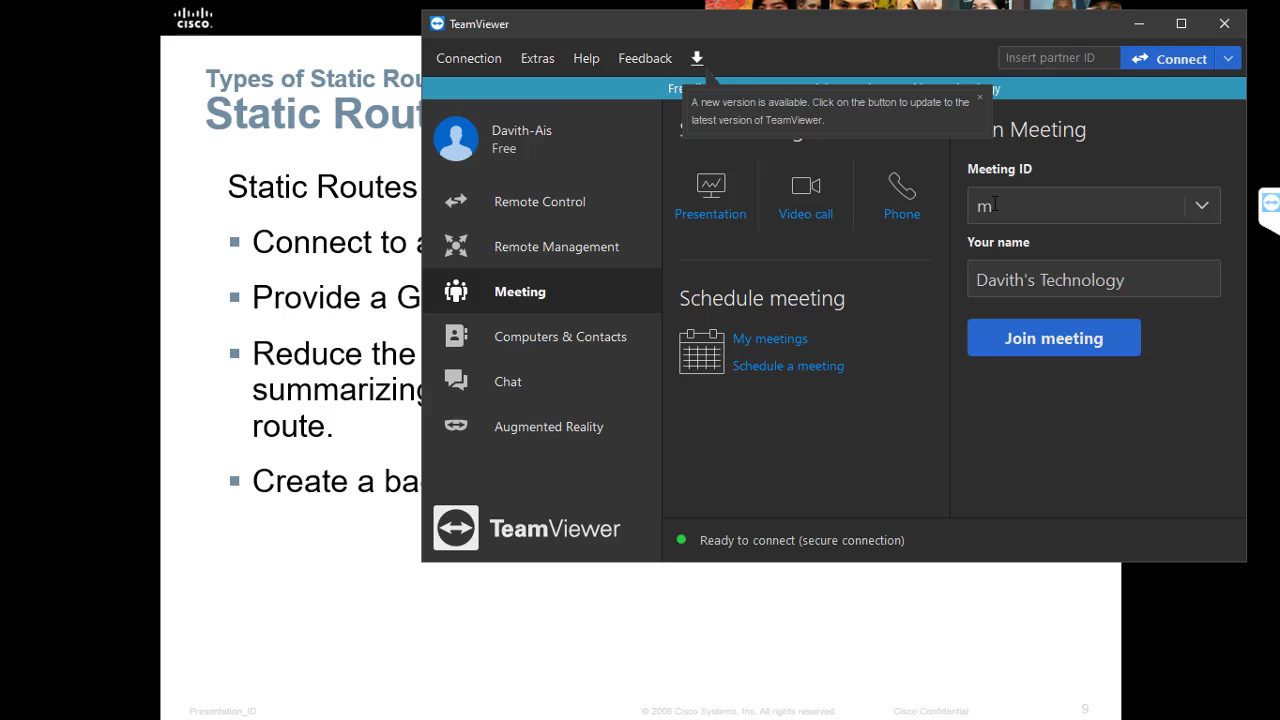 CISCO
Types of Static Rou
Static Rout
Static Routes
Connect to a
Provide a G
Reduce the
summarizing
route.
Create a bac
Presentation_ID
© 2008 Cisco Systems, Inc. All rights reserved.
Cisco Confidential
9
TeamViewer
Connection
Extras
Help
Feedback
Insert partner ID
Connect
A new version is available. Click on the button to update to the
latest version of TeamViewer.
Davith-Ais
Free
Remote Control
Remote Management
Meeting
Computers & Contacts
Chat
Augmented Reality
TeamViewer
Presentation
Video call
Phone
Schedule meeting
My meetings
Schedule a meeting
n Meeting
Meeting ID
m
Your name
Davith's Technology
Join meeting
Ready to connect (secure connection)